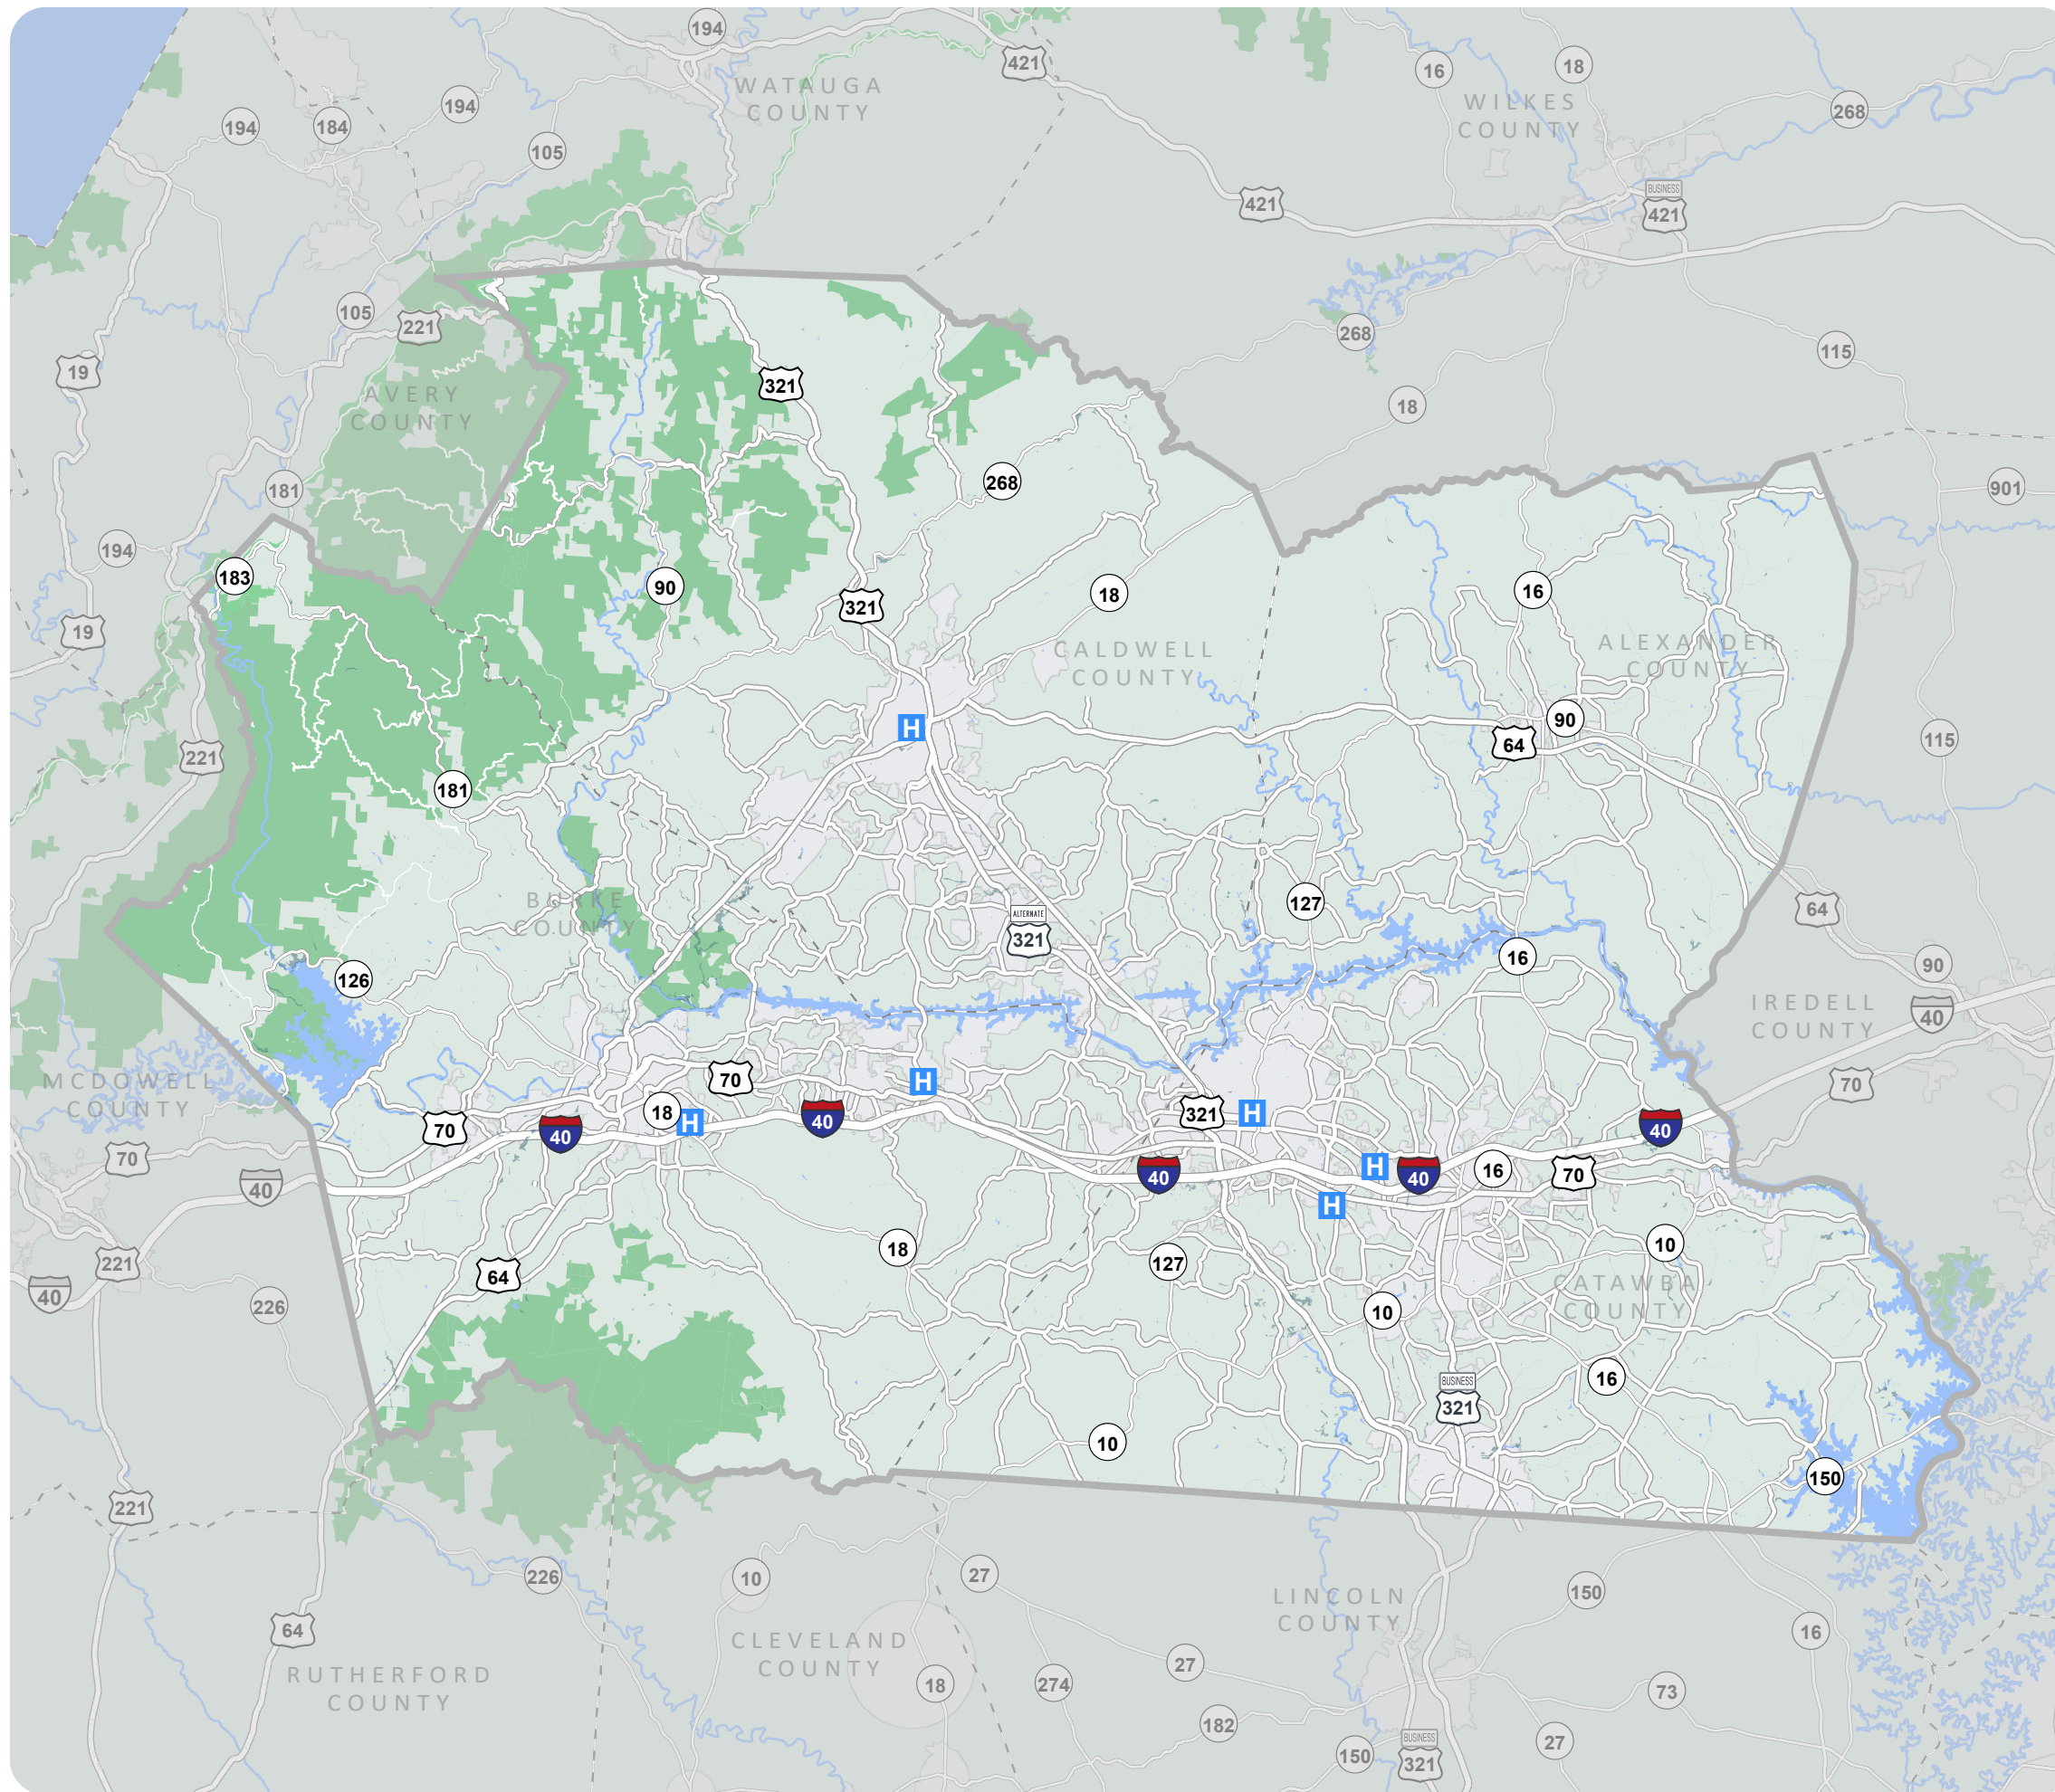 194
421
WATAUGA
COUNTY
16
18
WILKES
COUNTY
268
194
194
184
105
421
BUSINESS
421
105
221
268
115
19
321
AVERY
COUNTY
18
181
268
901
194
183
90
321
18
16
19
CALDWELL
COUNTY
ALEXANDER
COUNTY
H
90
64
221
115
181
BURKE
COUNTY
127
64
ALTERNATE
321
16
90
126
IREDELL
COUNTY
40
MCDOWELL
COUNTY
70
H
70
18
H
40
321
H
70
40
40
70
40
40
H
40
16
70
H
18
10
221
64
127
40
226
CATAWBA
COUNTY
10
16
BUSINESS
321
10
150
221
226
10
27
150
LINCOLN
COUNTY
64
16
CLEVELAND
COUNTY
RUTHERFORD
COUNTY
27
18
274
73
182
150
27
BUSINESS
321